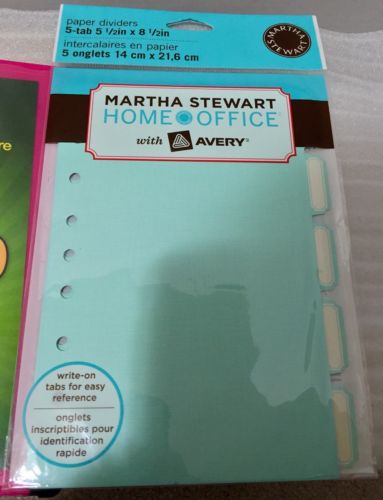 paper dividers
5-tab 5 1/2in x 8 1/2in
intercalaires en papier
5 onglets 14 cm x 21,6 cm
MARTHA STEWART
MARTHA STEWART
HOME OFFICE™
with AVERY®
write-on
tabs for easy
reference
onglets
inscriptibles pour
identification
rapide